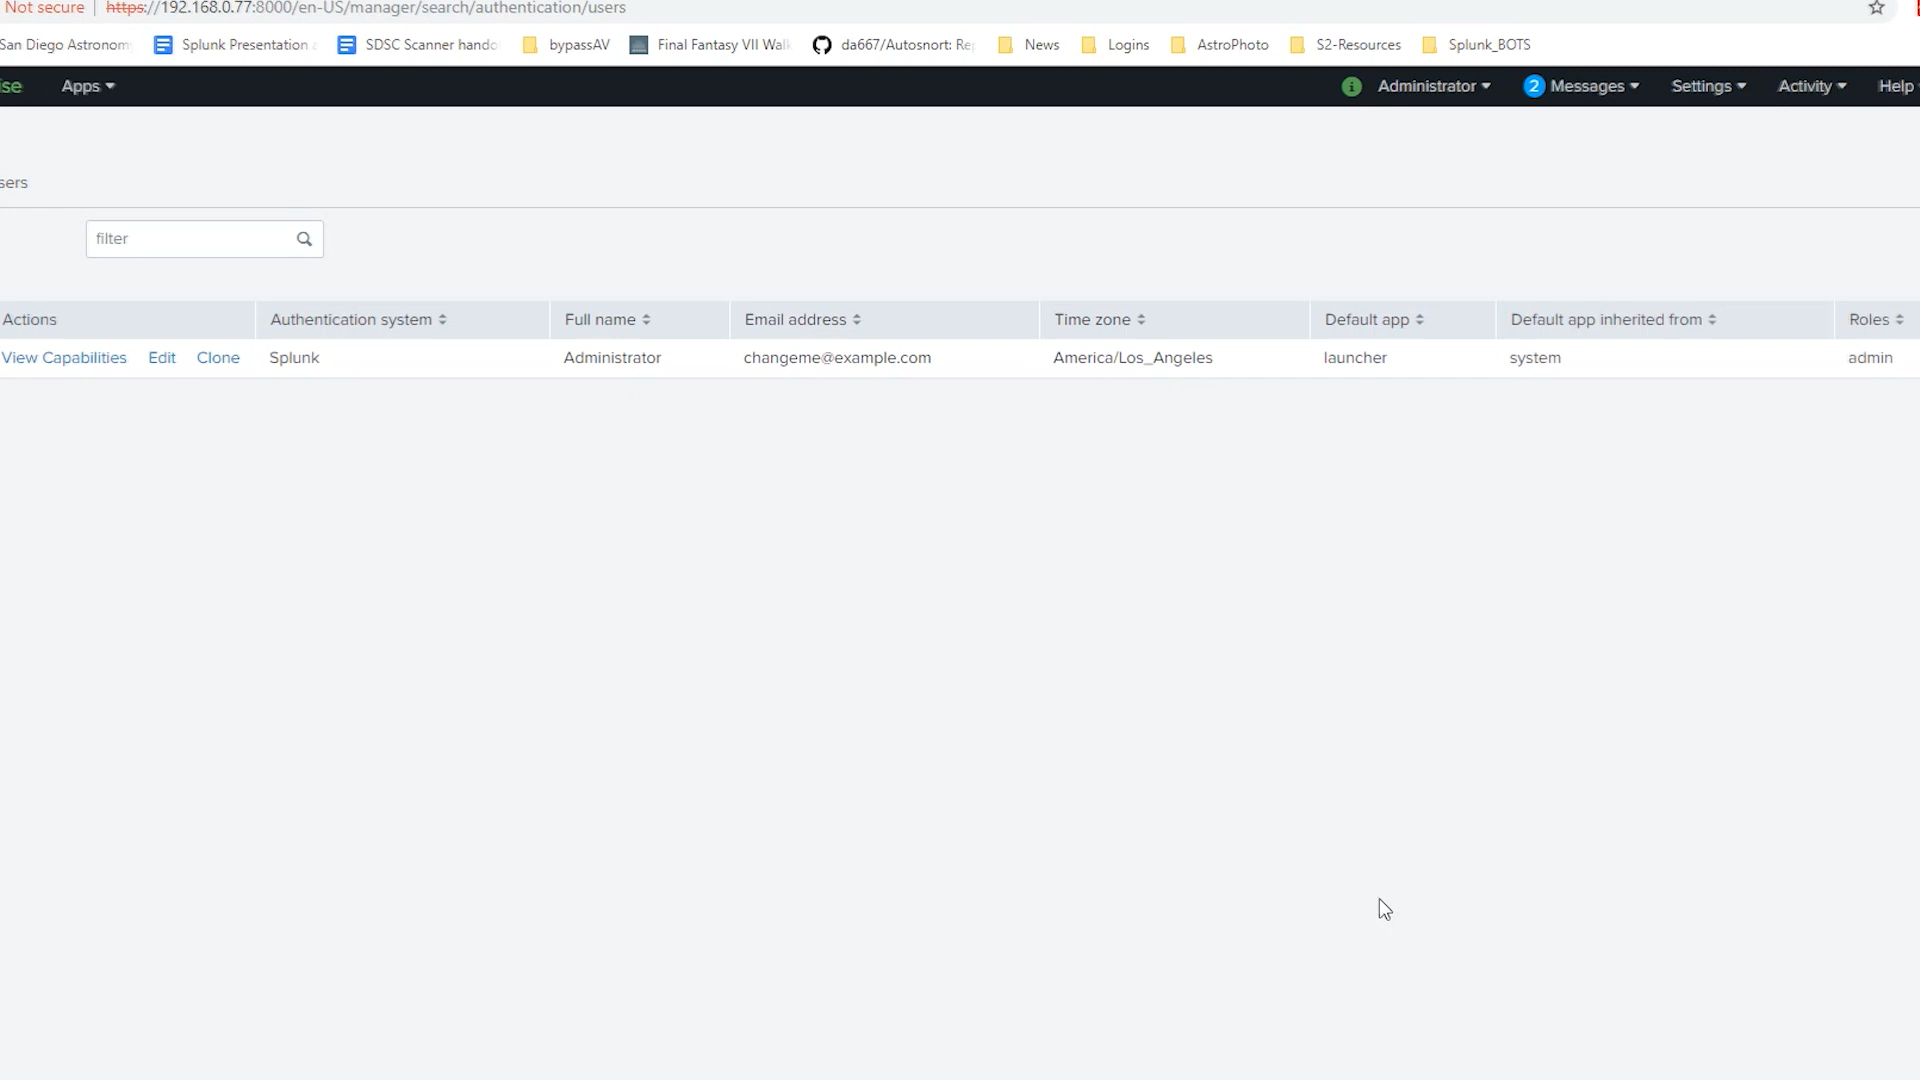 Not secure | https://192.168.0.77:8000/en-US/manager/search/authentication/users
San Diego Astronom Splunk Presentation SDSC Scanner hando bypassAV Final Fantasy VII Walk da667/Autosnort: Re News Logins AstroPhoto S2-Resources Splunk_BOTS
ise Apps i Administrator 2 Messages Settings Activity Help
sers
filter
Actions Authentication system Full name Email address Time zone Default app Default app inherited from Roles
View Capabilities Edit Clone Splunk Administrator changeme@example.com America/Los_Angeles launcher system admin